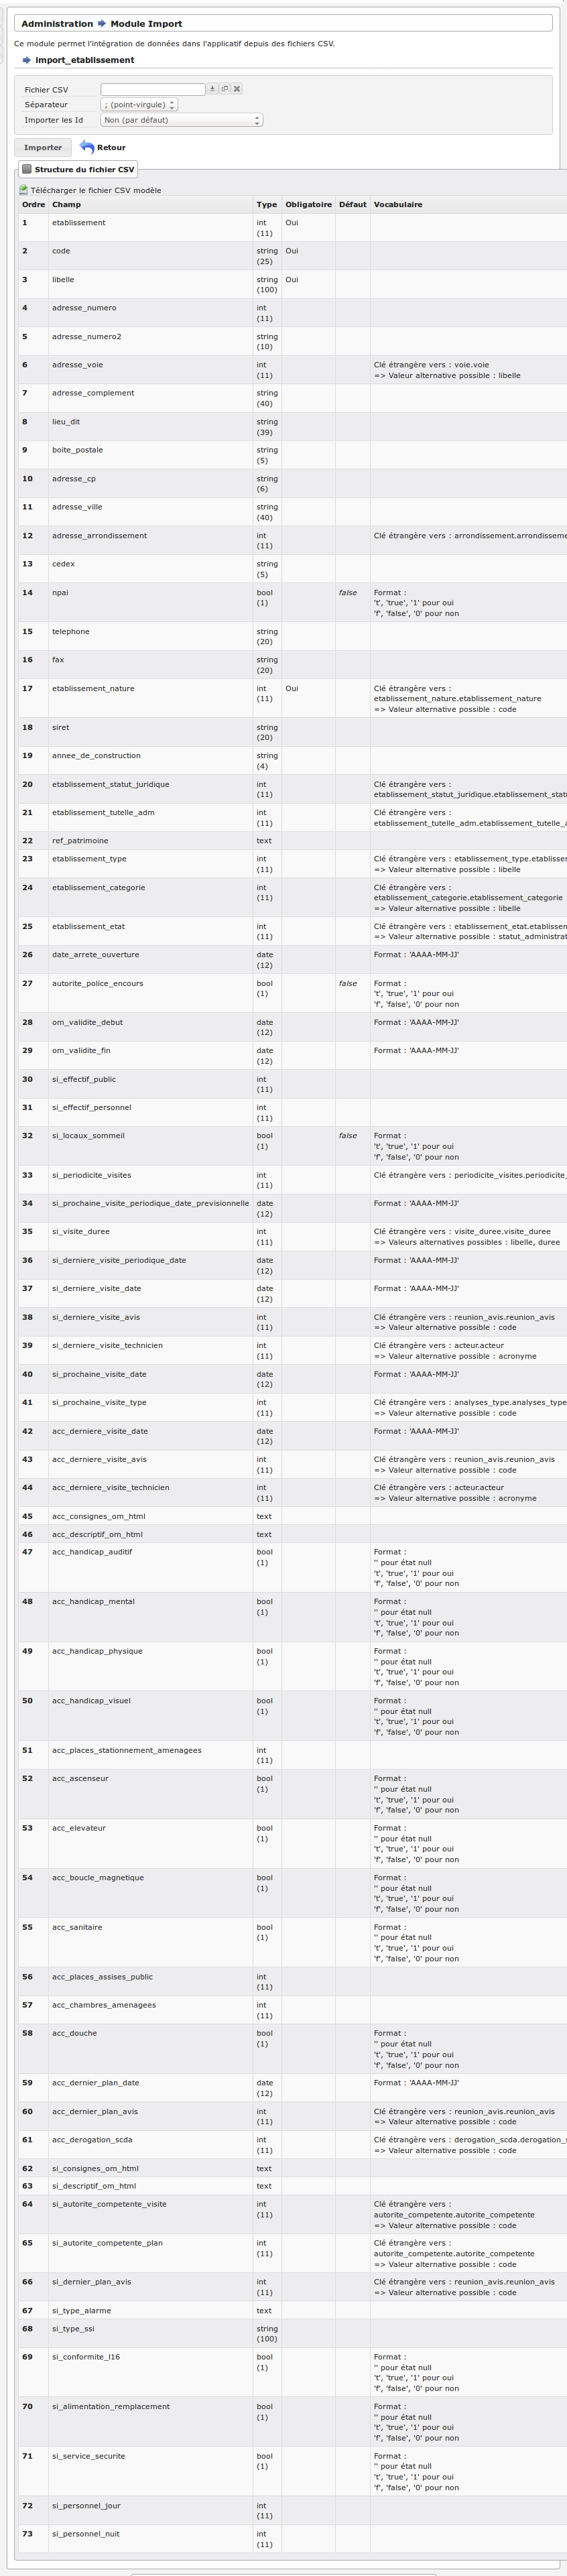 Administration Module Import
Ce module permet l'intégration de données dans l'applicatif depuis des fichiers CSV.
import_etablissement
Fichier CSV
Séparateur ; (point-virgule)
Importer les Id Non (par défaut)
Importer Retour
Structure du fichier CSV
Télécharger le fichier CSV modèle
Ordre Champ Type Obligatoire Défaut Vocabulaire
1 etablissement int Oui
(11)
2 code string Oui
(25)
3 libelle string Oui
(100)
4 adresse_numero int
(11)
5 adresse_numero2 string
(10)
6 adresse_voie int Clé étrangère vers : voie.voie
(11) => Valeur alternative possible : libelle
7 adresse_complement string
(40)
8 lieu_dit string
(39)
9 boite_postale string
(5)
10 adresse_cp string
(6)
11 adresse_ville string
(40)
12 adresse_arrondissement int Clé étrangère vers : arrondissement.arrondisseme
(11)
13 cedex string
(5)
14 npai bool false Format :
(1) 't', 'true', '1' pour oui
'f', 'false', '0' pour non
15 telephone string
(20)
16 fax string
(20)
17 etablissement_nature int Oui Clé étrangère vers :
(11) etablissement_nature.etablissement_nature
=> Valeur alternative possible : code
18 siret string
(20)
19 annee_de_construction string
(4)
20 etablissement_statut_juridique int Clé étrangère vers :
(11) etablissement_statut_juridique.etablissement_stat
21 etablissement_tutelle_adm int Clé étrangère vers :
(11) etablissement_tutelle_adm.etablissement_tutelle_a
22 ref_patrimoine text
23 etablissement_type int Clé étrangère vers : etablissement_type.etablisser
(11) => Valeur alternative possible : libelle
24 etablissement_categorie int Clé étrangère vers :
(11) etablissement_categorie.etablissement_categorie
=> Valeur alternative possible : libelle
25 etablissement_etat int Clé étrangère vers : etablissement_etat.etablissen
(11) => Valeur alternative possible : statut_administrat
26 date_arrete_ouverture date Format : 'AAAA-MM-JJ'
(12)
27 autorite_police_encours bool false Format :
(1) 't', 'true', '1' pour oui
'f', 'false', '0' pour non
28 om_validite_debut date Format : 'AAAA-MM-JJ'
(12)
29 om_validite_fin date Format : 'AAAA-MM-JJ'
(12)
30 si_effectif_public int
(11)
31 si_effectif_personnel int
(11)
32 si_locaux_sommeil bool false Format :
(1) 't', 'true', '1' pour oui
'f', 'false', '0' pour non
33 si_periodicite_visites int Clé étrangère vers : periodicite_visites.periodicite_
(11)
34 si_prochaine_visite_periodique_date_previsionnelle date Format : 'AAAA-MM-JJ'
(12)
35 si_visite_duree int Clé étrangère vers : visite_duree.visite_duree
(11) => Valeurs alternatives possibles : libelle, duree
36 si_derniere_visite_periodique_date date Format : 'AAAA-MM-JJ'
(12)
37 si_derniere_visite_date date Format : 'AAAA-MM-JJ'
(12)
38 si_derniere_visite_avis int Clé étrangère vers : reunion_avis.reunion_avis
(11) => Valeur alternative possible : code
39 si_derniere_visite_technicien int Clé étrangère vers : acteur.acteur
(11) => Valeur alternative possible : acronyme
40 si_prochaine_visite_date date Format : 'AAAA-MM-JJ'
(12)
41 si_prochaine_visite_type int Clé étrangère vers : analyses_type.analyses_type
(11) => Valeur alternative possible : code
42 acc_derniere_visite_date date Format : 'AAAA-MM-JJ'
(12)
43 acc_derniere_visite_avis int Clé étrangère vers : reunion_avis.reunion_avis
(11) => Valeur alternative possible : code
44 acc_derniere_visite_technicien int Clé étrangère vers : acteur.acteur
(11) => Valeur alternative possible : acronyme
45 acc_consignes_om_html text
46 acc_descriptif_om_html text
47 acc_handicap_auditif bool Format :
(1) '' pour état null
't', 'true', '1' pour oui
'f', 'false', '0' pour non
48 acc_handicap_mental bool Format :
(1) '' pour état null
't', 'true', '1' pour oui
'f', 'false', '0' pour non
49 acc_handicap_physique bool Format :
(1) '' pour état null
't', 'true', '1' pour oui
'f', 'false', '0' pour non
50 acc_handicap_visuel bool Format :
(1) '' pour état null
't', 'true', '1' pour oui
'f', 'false', '0' pour non
51 acc_places_stationnement_amenagees int
(11)
52 acc_ascenseur bool Format :
(1) '' pour état null
't', 'true', '1' pour oui
'f', 'false', '0' pour non
53 acc_elevateur bool Format :
(1) '' pour état null
't', 'true', '1' pour oui
'f', 'false', '0' pour non
54 acc_boucle_magnetique bool Format :
(1) '' pour état null
't', 'true', '1' pour oui
'f', 'false', '0' pour non
55 acc_sanitaire bool Format :
(1) '' pour état null
't', 'true', '1' pour oui
'f', 'false', '0' pour non
56 acc_places_assises_public int
(11)
57 acc_chambres_amenagees int
(11)
58 acc_douche bool Format :
(1) '' pour état null
't', 'true', '1' pour oui
'f', 'false', '0' pour non
59 acc_dernier_plan_date date Format : 'AAAA-MM-JJ'
(12)
60 acc_dernier_plan_avis int Clé étrangère vers : reunion_avis.reunion_avis
(11) => Valeur alternative possible : code
61 acc_derogation_scda int Clé étrangère vers : derogation_scda.derogation_s
(11) => Valeur alternative possible : code
62 si_consignes_om_html text
63 si_descriptif_om_html text
64 si_autorite_competente_visite int Clé étrangère vers :
(11) autorite_competente.autorite_competente
=> Valeur alternative possible : code
65 si_autorite_competente_plan int Clé étrangère vers :
(11) autorite_competente.autorite_competente
=> Valeur alternative possible : code
66 si_dernier_plan_avis int Clé étrangère vers : reunion_avis.reunion_avis
(11) => Valeur alternative possible : code
67 si_type_alarme text
68 si_type_ssi string
(100)
69 si_conformite_l16 bool Format :
(1) '' pour état null
't', 'true', '1' pour oui
'f', 'false', '0' pour non
70 si_alimentation_remplacement bool Format :
(1) '' pour état null
't', 'true', '1' pour oui
'f', 'false', '0' pour non
71 si_service_securite bool Format :
(1) '' pour état null
't', 'true', '1' pour oui
'f', 'false', '0' pour non
72 si_personnel_jour int
(11)
73 si_personnel_nuit int
(11)